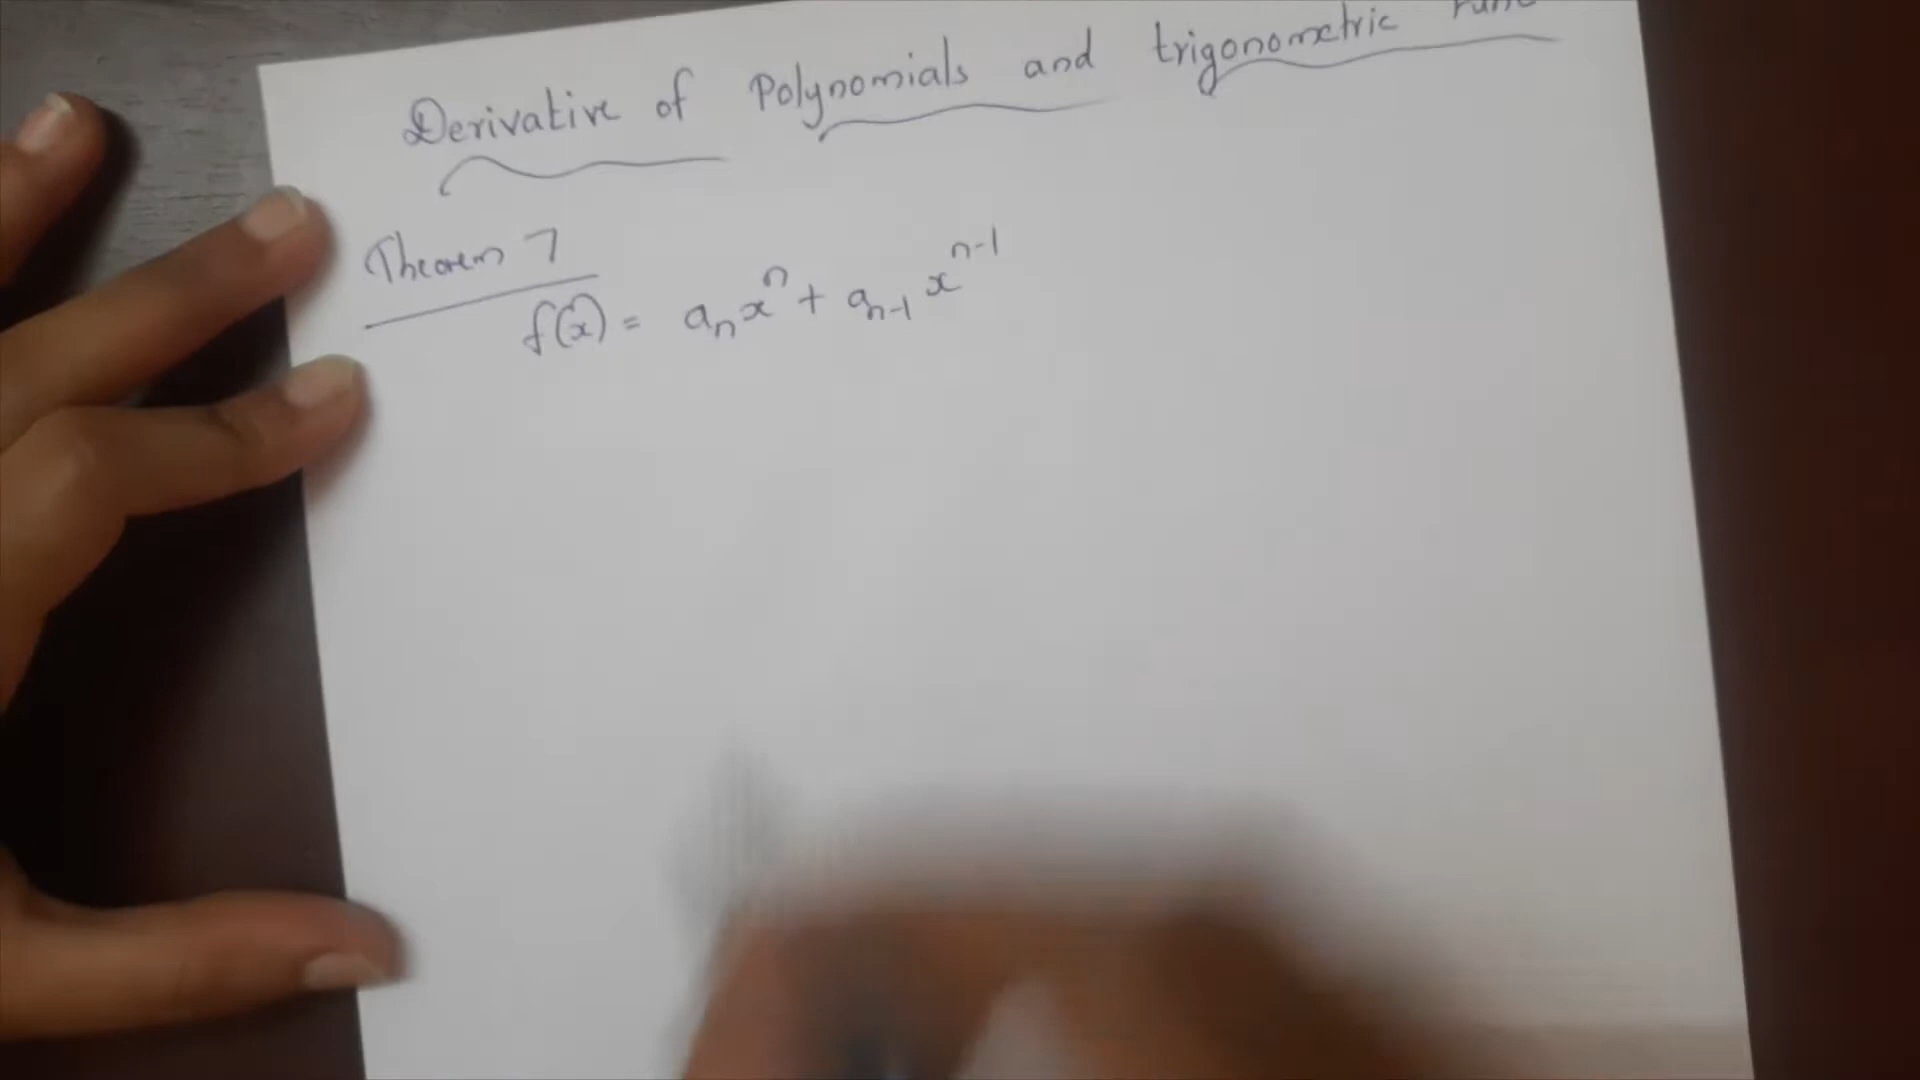 Derivative of Polynomials and trigonometric
Theorem 7
f(x) = aₙxⁿ + aₙ₋₁xⁿ⁻¹